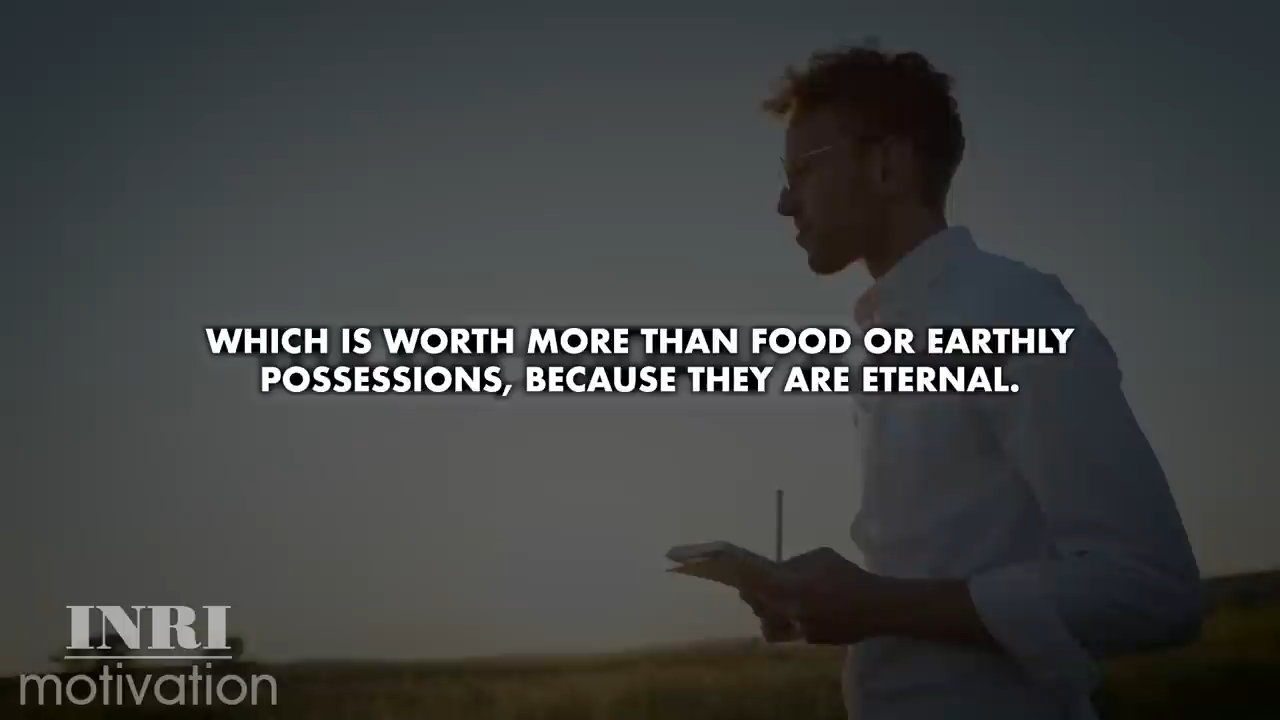 WHICH IS WORTH MORE THAN FOOD OR EARTHLY
POSSESSIONS, BECAUSE THEY ARE ETERNAL.
INRI
motivation